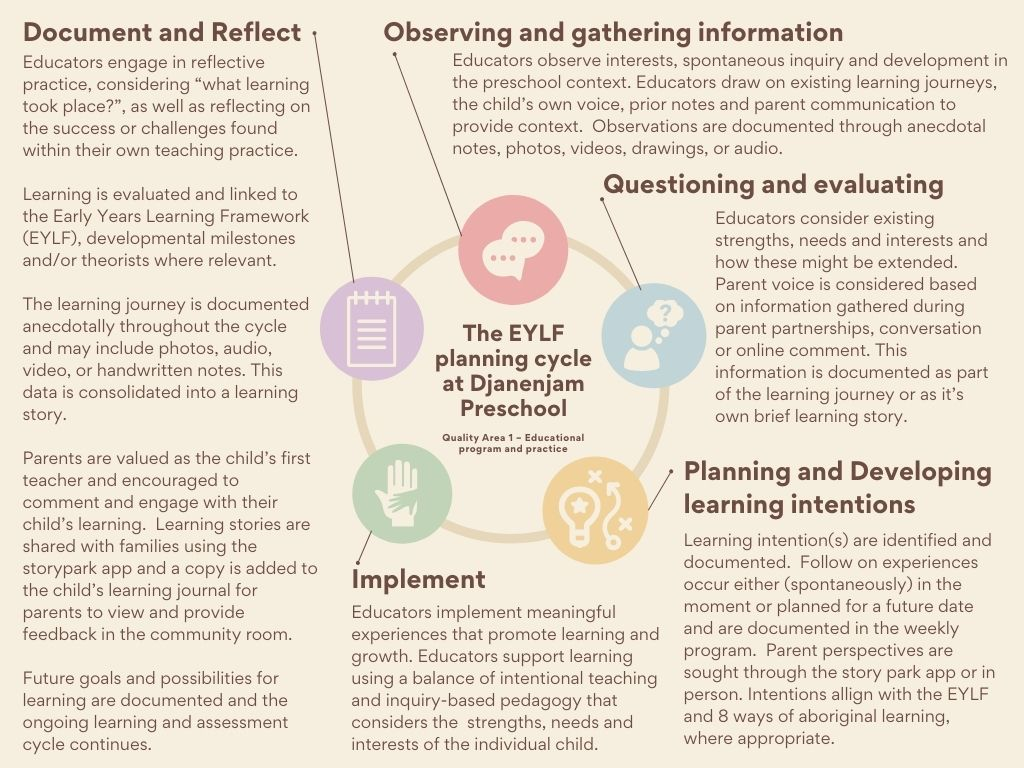 Document and Reflect
Educators engage in reflective
practice, considering “what learning
took place?”, as well as reflecting on
the success or challenges found
within their own teaching practice.
Learning is evaluated and linked to
the Early Years Learning Framework
(EYLF), developmental milestones
and/or theorists where relevant.
The learning journey is documented
anecdotally throughout the cycle
and may include photos, audio,
video, or handwritten notes. This
data is consolidated into a learning
story.
Parents are valued as the child’s first
teacher and encouraged to
comment and engage with their
child’s learning.  Learning stories are
shared with families using the
storypark app and a copy is added to
the child’s learning journal for
parents to view and provide
feedback in the community room.
Future goals and possibilities for
learning are documented and the
ongoing learning and assessment
cycle continues.
Observing and gathering information
Educators observe interests, spontaneous inquiry and development in
the preschool context. Educators draw on existing learning journeys,
the child’s own voice, prior notes and parent communication to
provide context.  Observations are documented through anecdotal
notes, photos, videos, drawings, or audio.
Questioning and evaluating
Educators consider existing
strengths, needs and interests and
how these might be extended.
Parent voice is considered based
on information gathered during
parent partnerships, conversation
or online comment. This
information is documented as part
of the learning journey or as it’s
own brief learning story.
?
The EYLF
planning cycle
at Djanenjam
Preschool
Quality Area 1 – Educational
program and practice
Planning and Developing
learning intentions
Learning intention(s) are identified and
documented.  Follow on experiences
occur either (spontaneously) in the
moment or planned for a future date
and are documented in the weekly
program.  Parent perspectives are
sought through the story park app or in
person. Intentions allign with the EYLF
and 8 ways of aboriginal learning,
where appropriate.
Implement
Educators implement meaningful
experiences that promote learning and
growth. Educators support learning
using a balance of intentional teaching
and inquiry-based pedagogy that
considers the  strengths, needs and
interests of the individual child.